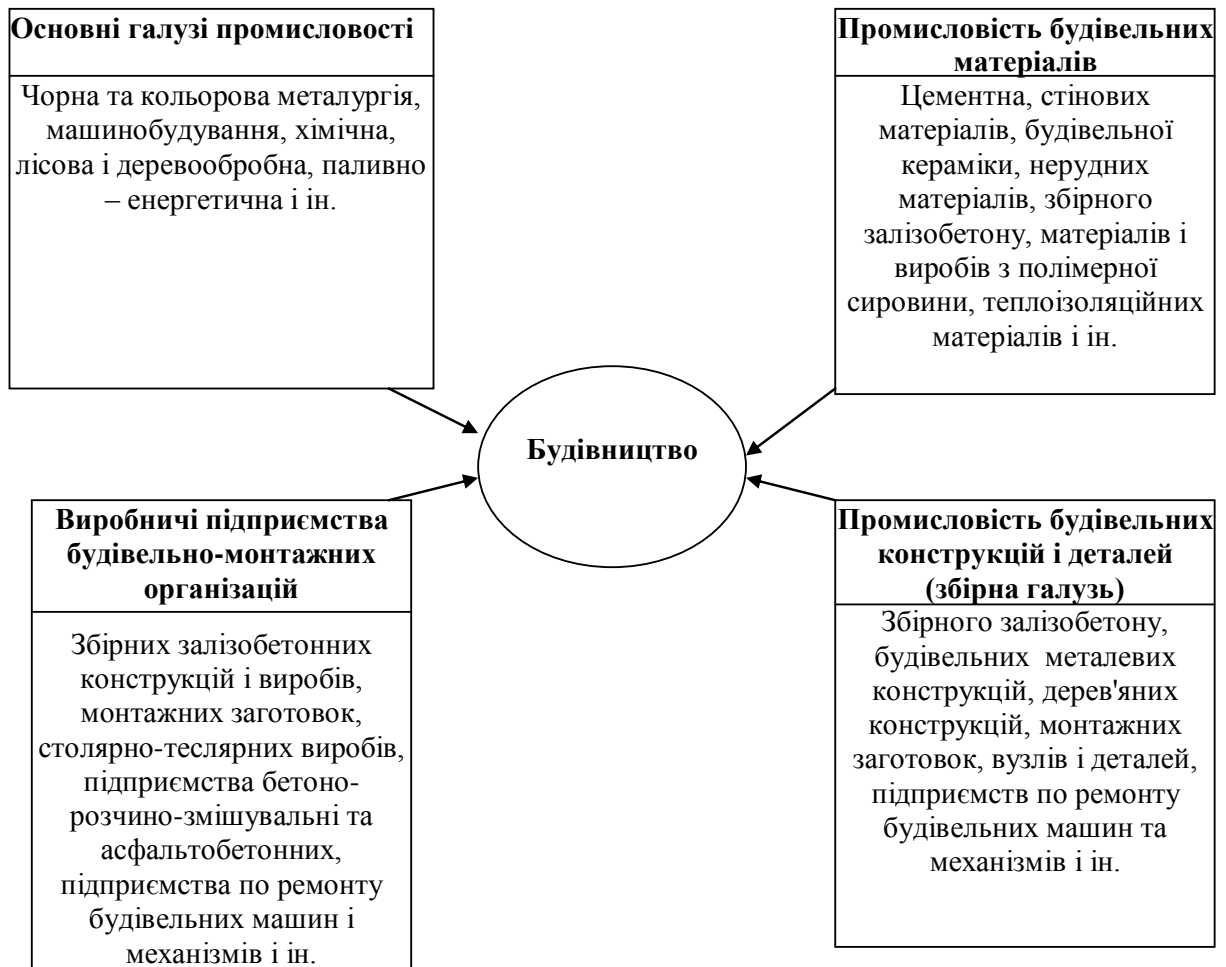 Основні галузі промисловості
Чорна та кольорова металургія,
машинобудування, хімічна,
лісова і деревообробна, паливно
– енергетична і ін.
Промисловість будівельних
матеріалів
Цементна, стінових
матеріалів, будівельної
кераміки, нерудних
матеріалів, збірного
залізобетону, матеріалів і
виробів з полімерної
сировини, теплоізоляційних
матеріалів і ін.
Будівництво
Виробничі підприємства
будівельно-монтажних
організацій
Збірних залізобетонних
конструкцій і виробів,
монтажних заготовок,
столярно-теслярних виробів,
підприємства бетоно-
розчино-змішувальні та
асфальтобетонних,
підприємства по ремонту
будівельних машин і
механізмів і ін.
Промисловість будівельних
конструкцій і деталей
(збірна галузь)
Збірного залізобетону,
будівельних металевих
конструкцій, дерев'яних
конструкцій, монтажних
заготовок, вузлів і деталей,
підприємств по ремонту
будівельних машин та
механізмів і ін.